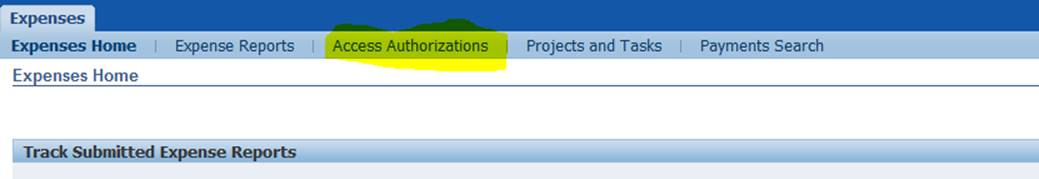 Expenses
Expenses Home | Expense Reports | Access Authorizations | Projects and Tasks | Payments Search
Expenses Home
Track Submitted Expense Reports